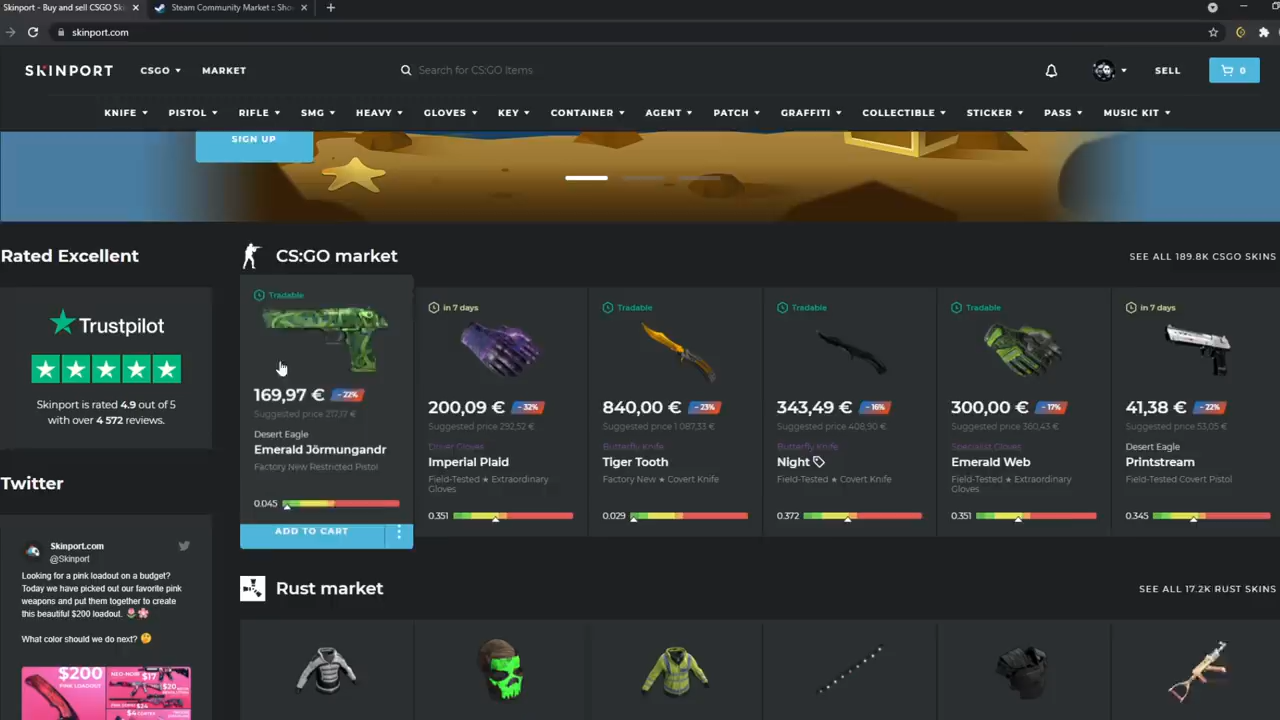 Skinport - Buy and sell CSGO Ski
Steam Community Market :: Sho
skinport.com
SKINPORT
CSGO
MARKET
Search for CS:GO Items
SELL
0
KNIFE
PISTOL
RIFLE
SMG
HEAVY
GLOVES
KEY
CONTAINER
AGENT
PATCH
GRAFFITI
COLLECTIBLE
STICKER
PASS
MUSIC KIT
SIGN UP
Rated Excellent
Trustpilot
Skinport is rated 4.9 out of 5
with over 4 572 reviews.
Twitter
Skinport.com
@Skinport
Looking for a pink loadout on a budget?
Today we have picked out our favorite pink
weapons and put them together to create
this beautiful $200 loadout.
What color should we do next?
$200
PINK LOADOUT
$17
$20
$4
CS:GO market
SEE ALL 189.8K CSGO SKINS
Tradable
169,97 €
- 22%
Suggested price 217,17 €
Desert Eagle
Emerald Jörmungandr
Factory New Restricted Pistol
0.045
ADD TO CART
in 7 days
200,09 €
- 32%
Suggested price 292,52 €
Driver Gloves
Imperial Plaid
Field-Tested ★ Extraordinary
Gloves
0.351
Tradable
840,00 €
- 23%
Suggested price 1 087,33 €
Butterfly Knife
Tiger Tooth
Factory New ★ Covert Knife
0.029
Tradable
343,49 €
- 16%
Suggested price 406,90 €
Butterfly Knife
Night
Field-Tested ★ Covert Knife
0.372
Tradable
300,00 €
- 17%
Suggested price 360,43 €
Specialist Gloves
Emerald Web
Field-Tested ★ Extraordinary
Gloves
0.351
in 7 days
41,38 €
- 22%
Suggested price 53,05 €
Desert Eagle
Printstream
Field-Tested Covert Pistol
0.345
Rust market
SEE ALL 17.2K RUST SKINS